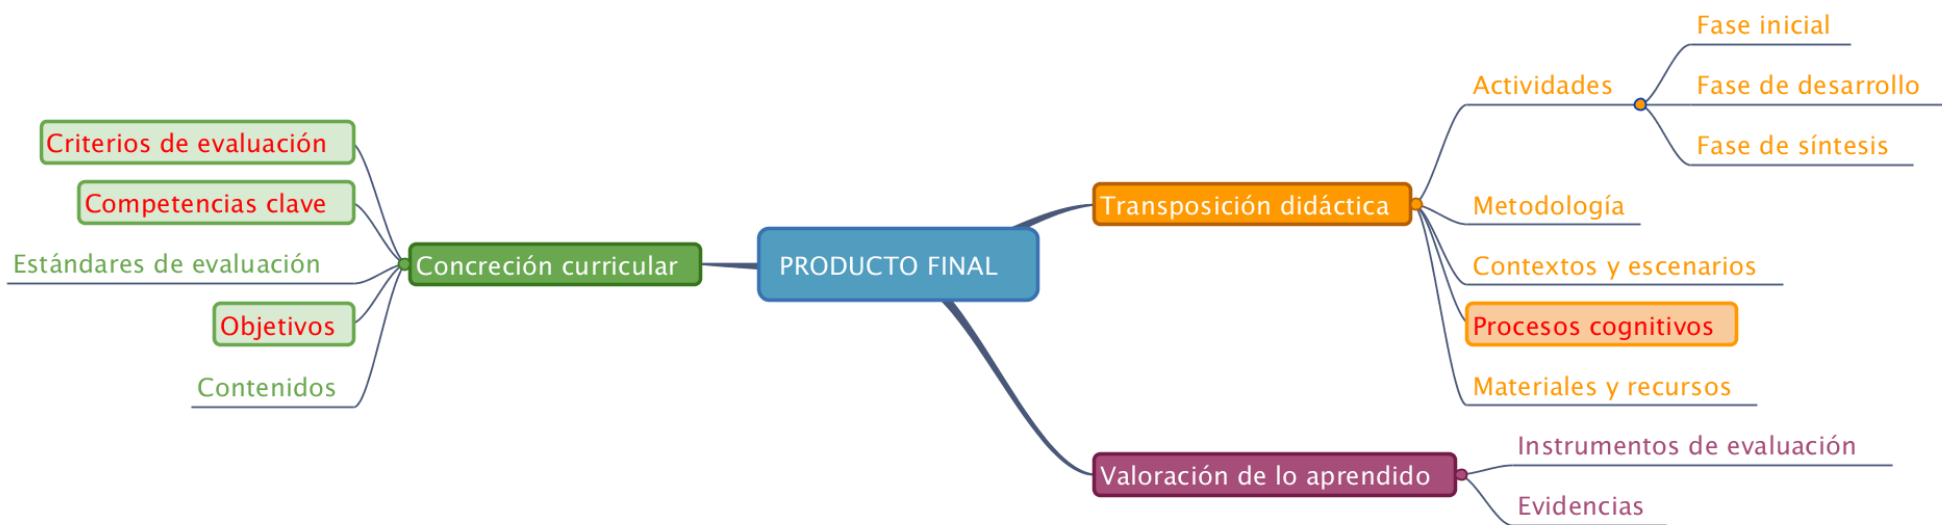 Criterios de evaluación
Competencias clave
Estándares de evaluación
Objetivos
Contenidos
Concreción curricular
PRODUCTO FINAL
Transposición didáctica
Actividades
Fase inicial
Fase de desarrollo
Fase de síntesis
Metodología
Contextos y escenarios
Procesos cognitivos
Materiales y recursos
Valoración de lo aprendido
Instrumentos de evaluación
Evidencias